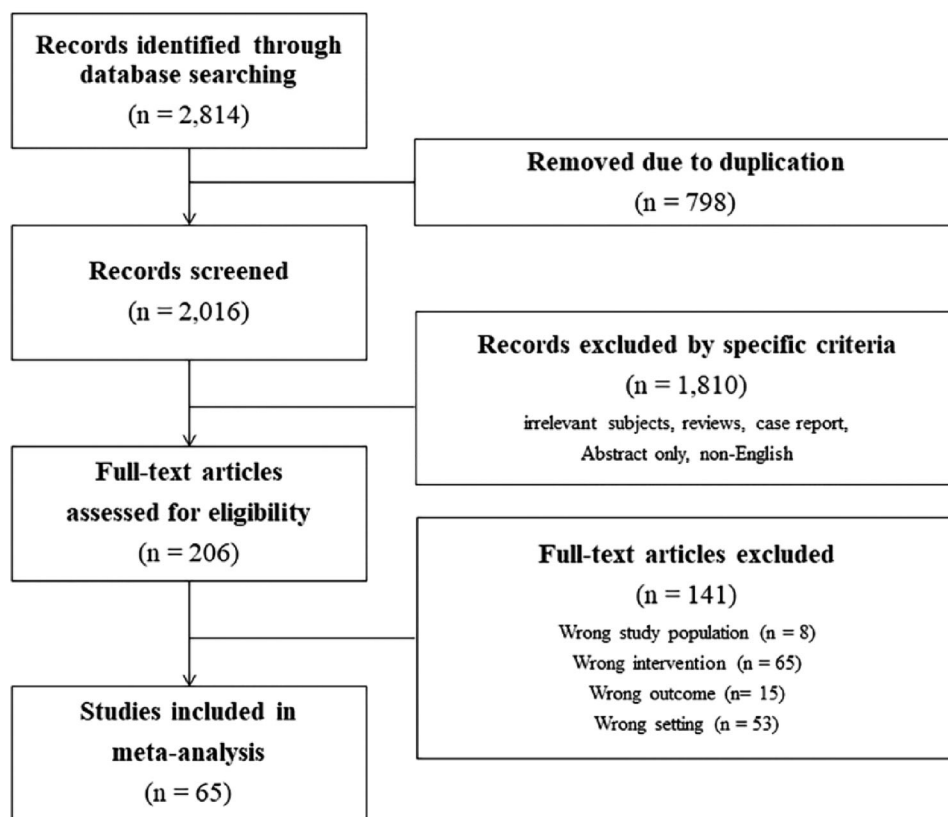 Records identified through
database searching
(n = 2,814)
Removed due to duplication
(n = 798)
Records screened
(n = 2,016)
Records excluded by specific criteria
(n = 1,810)
irrelevant subjects, reviews, case report,
Abstract only, non-English
Full-text articles
assessed for eligibility
(n = 206)
Full-text articles excluded
(n = 141)
Wrong study population (n = 8)
Wrong intervention (n = 65)
Wrong outcome (n= 15)
Wrong setting (n = 53)
Studies included in
meta-analysis
(n = 65)